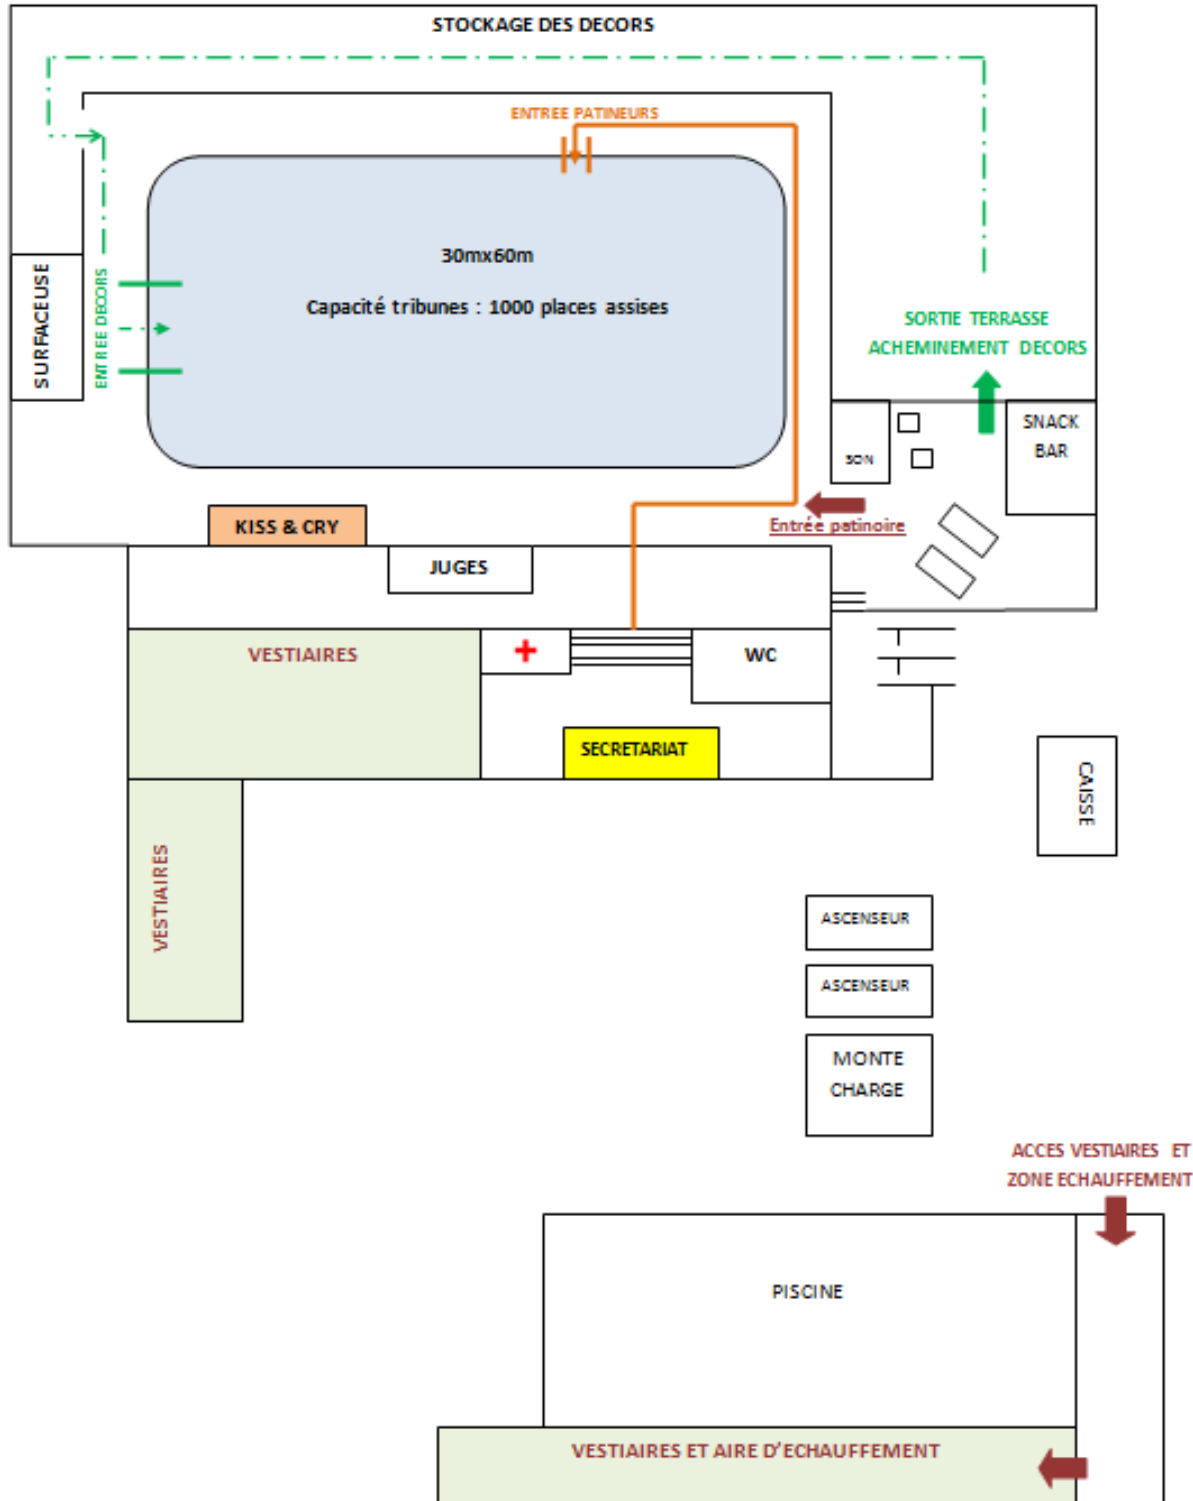 STOCKAGE DES DECORS
ENTREE PATINEURS
30mx60m
Capacité tribunes : 1000 places assises
SURFACEUSE
ENTREE DECORS
SORTIE TERRASSE
ACHEMINEMENT DECORS
SNACK
BAR
SON
Entrée patinoire
KISS & CRY
JUGES
VESTIAIRES
WC
SECRETARIAT
CAISSE
VESTIAIRES
ASCENSEUR
ASCENSEUR
MONTE
CHARGE
ACCES VESTIAIRES ET
ZONE ECHAUFFEMENT
PISCINE
VESTIAIRES ET AIRE D'ECHAUFFEMENT